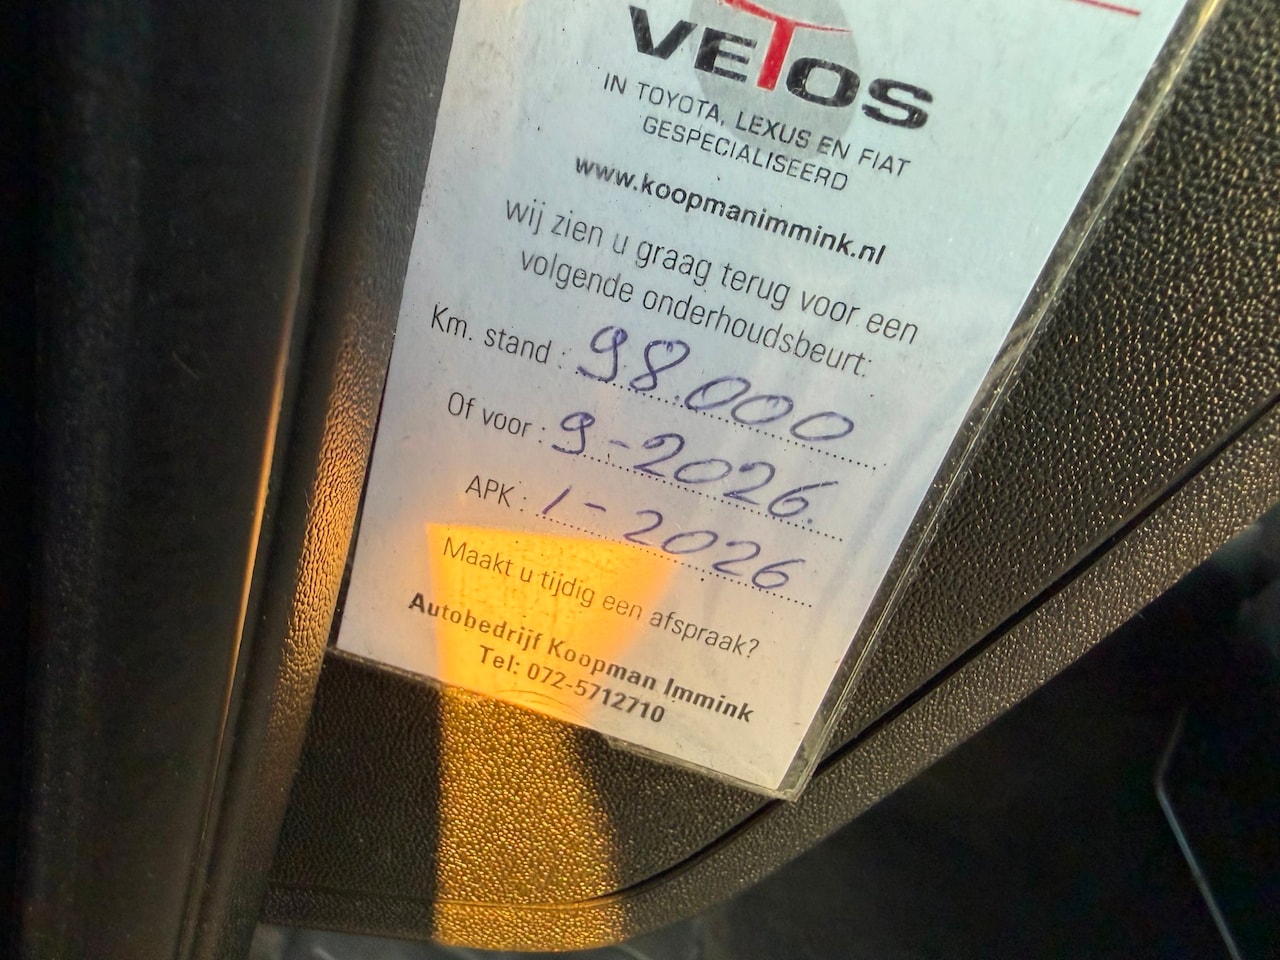 VETOS
IN TOYOTA, LEXUS EN FIAT
GESPECIALISEERD
www.koopmanimmink.nl
wij zien u graag terug voor een
volgende onderhoudsbeurt:
Km. stand : 98.000
Of voor : 9-2026.
APK : 1-2026
Maakt u tijdig een afspraak?
Autobedrijf Koopman Immink
Tel: 072-5712710